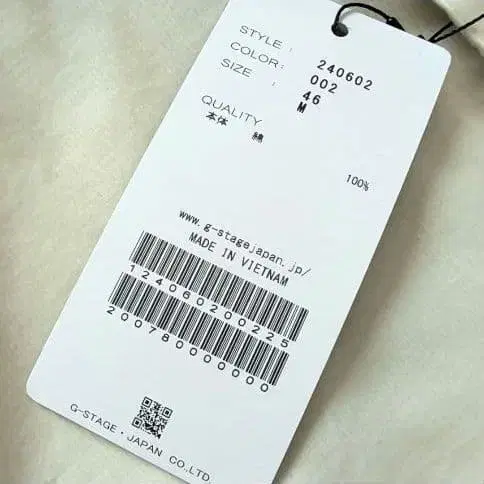 STYLE : 240602
COLOR: 002
SIZE : 46
M
QUALITY
本体 綿 100%
www.g-stagejapan.jp/
MADE IN VIETNAM
124060200225
2007800000000
G-STAGE・JAPAN CO.,LTD.